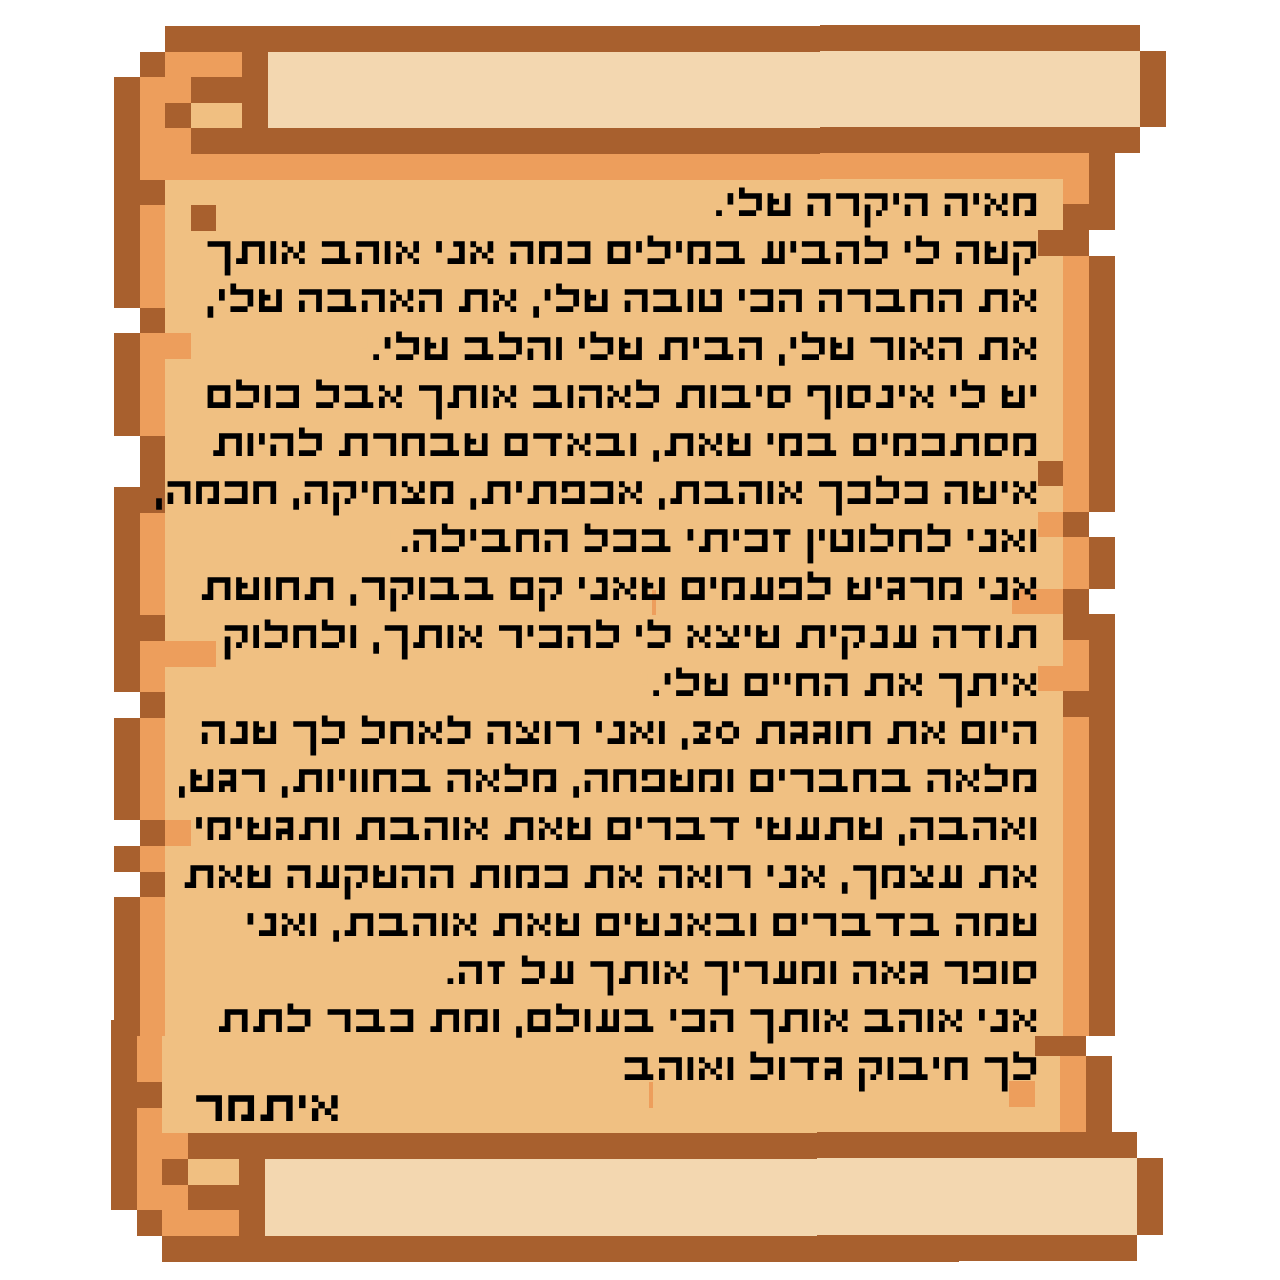 מאיה היקרה שלי.
קשה לי להביע במילים כמה אני אוהב אותך
את החברה הכי טובה שלי, את האהבה שלי,
את האור שלי, הבית שלי והלב שלי.
יש לי אינסוף סיבות לאהוב אותך אבל כולם
מסתכמים במי שאת, ובאדם שבחרת להיות
אישה כלכך אוהבת, אכפתית, מצחיקה, חכמה,
ואני לחלוטין זכיתי בכל החבילה.
אני מרגיש לפעמים שאני קם בבוקר, תחושת
תודה ענקית שיצא לי להכיר אותך, ולחלוק
איתך את החיים שלי.
היום את חוגגת 20, ואני רוצה לאחל לך שנה
מלאה בחברים ומשפחה, מלאה בחוויות, רגש,
ואהבה, שתעשי דברים שאת אוהבת ותגשימי
את עצמך, אני רואה את כמות ההשקעה שאת
שמה בדברים ובאנשים שאת אוהבת, ואני
סופר גאה ומעריך אותך על זה.
אני אוהב אותך הכי בעולם, ומת כבר לתת
לך חיבוק גדול ואוהב
איתמר